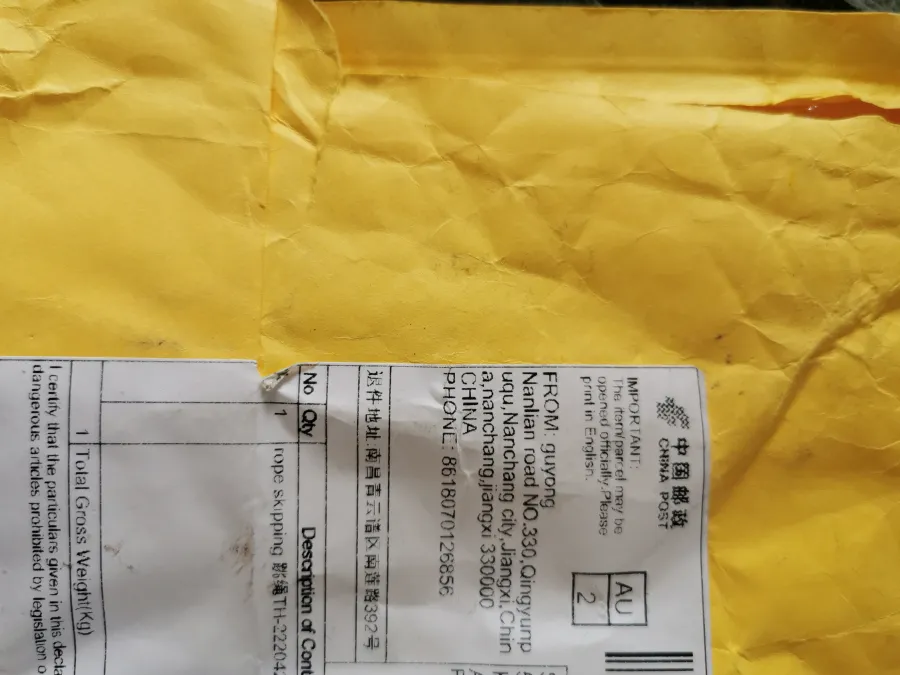 中国邮政
CHINA POST
IMPORTANT:
The item/parcel may be
opened officially.Please
print in English.
AU
2
FROM: guyong
Nanlian road NO.330,Qingyunp
uqu,Nanchang city,Jiangxi,Chin
a,nanchang,jiangxi 330000
CHINA
PHONE: 8618070126856
退件地址:南昌青云谱区南莲路392号
No Qty Description of Cont
1 rope skipping 跳绳TH-22204
1 Total Gross Weight(Kg)
I certify that the particulars given in this decla
dangerous articles prohibited by legislation o